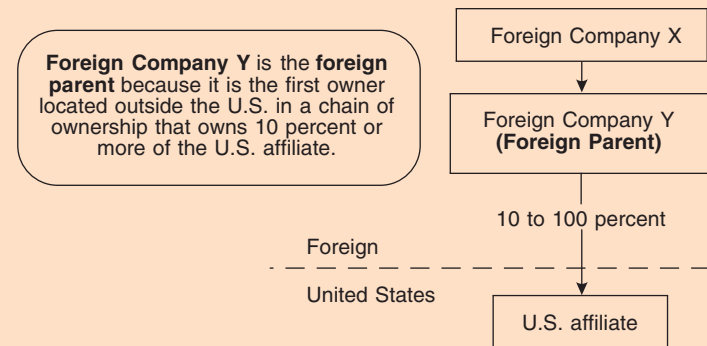 Foreign Company Y is the foreign
parent because it is the first owner
located outside the U.S. in a chain of
ownership that owns 10 percent or
more of the U.S. affiliate.
Foreign Company X
Foreign Company Y
(Foreign Parent)
10 to 100 percent
Foreign
United States
U.S. affiliate